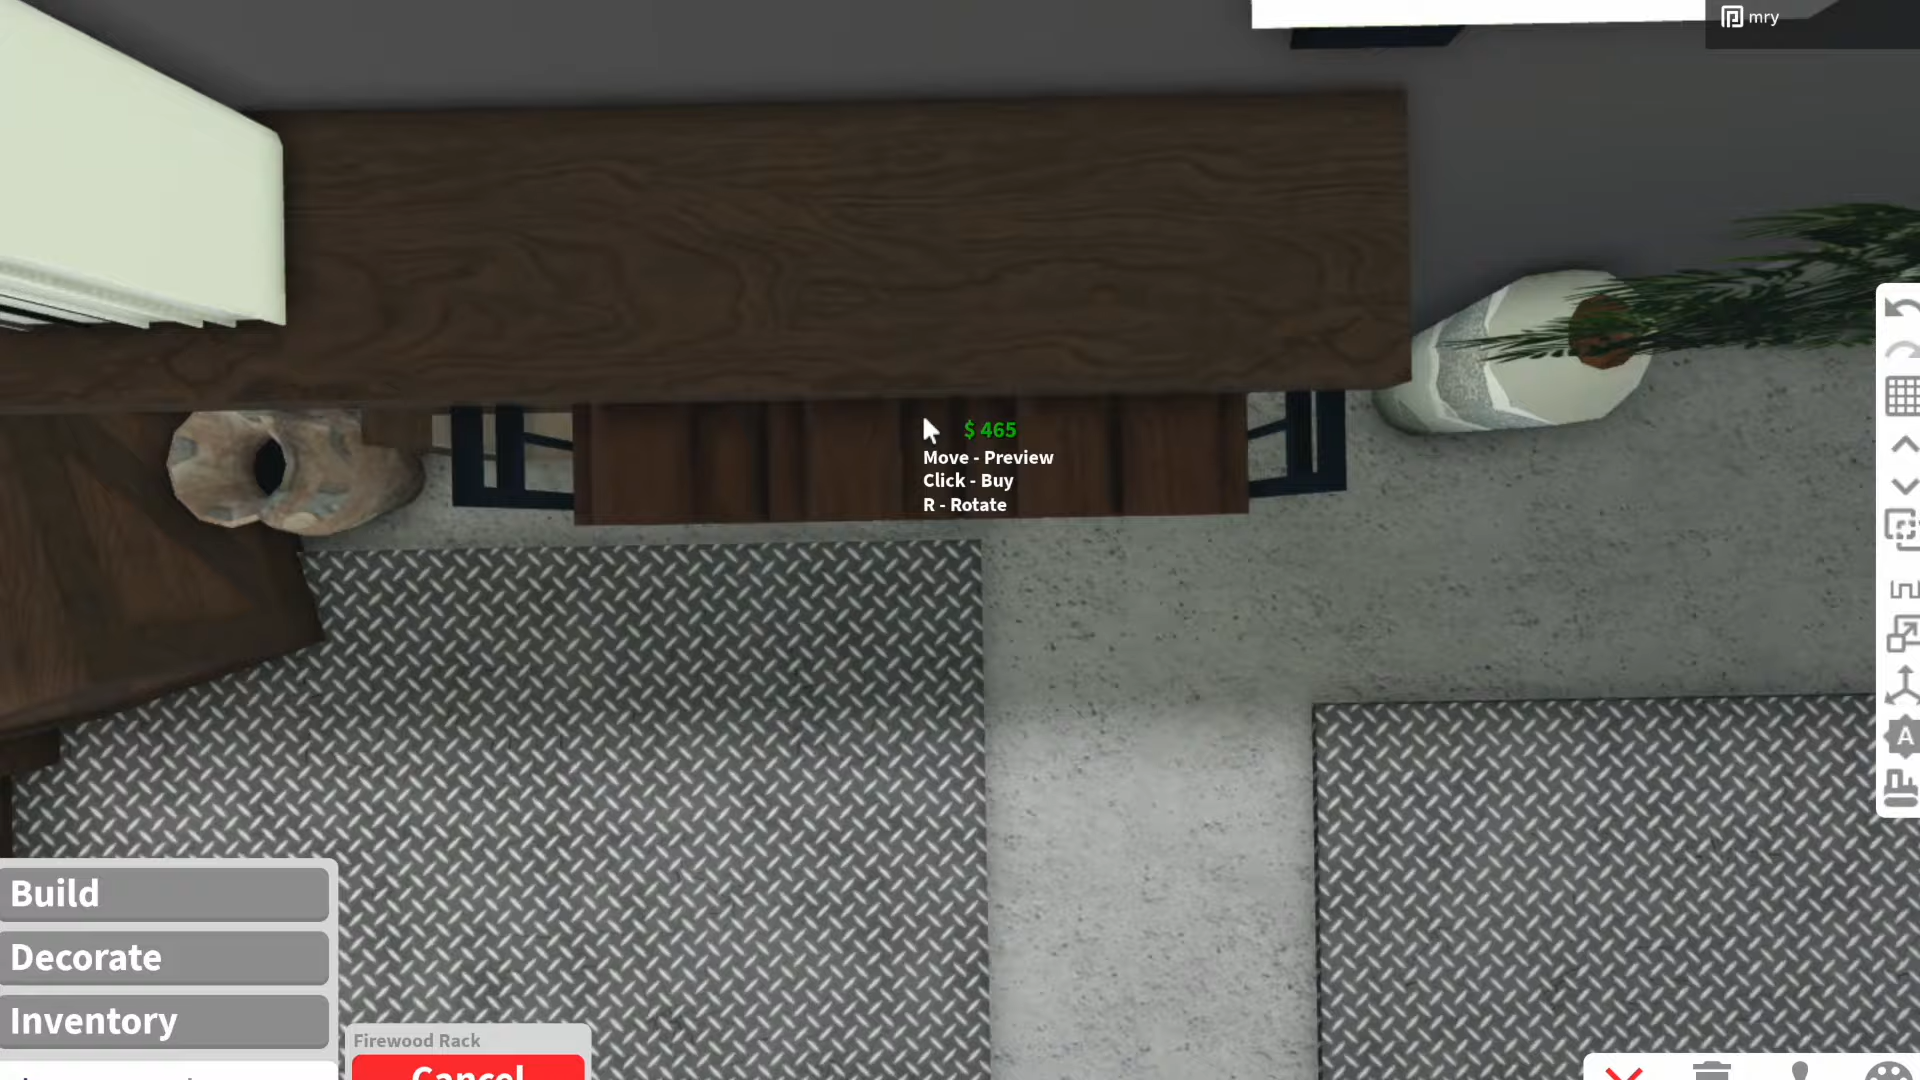 mry
$ 465
Move - Preview
Click - Buy
R - Rotate
A
Build
Decorate
Inventory
Firewood Rack
Cancel